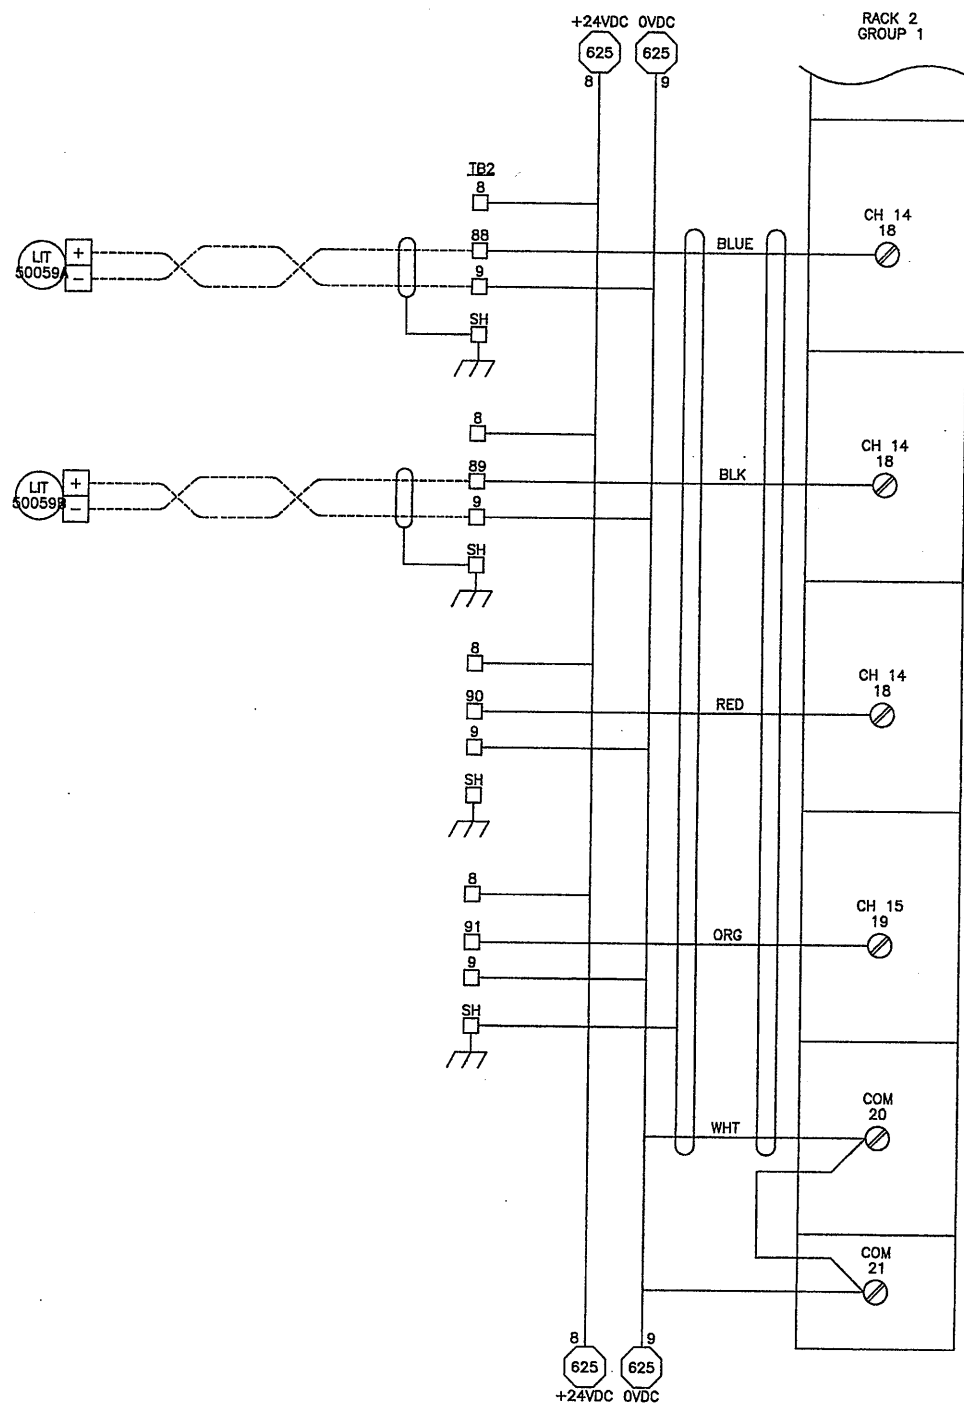 +24VDC 0VDC
625 625
8 9
RACK 2
GROUP 1
TB2
8
88
BLUE
CH 14
18
LIT
50059A
+
−
9
SH
8
89
BLK
CH 14
18
LIT
50059B
+
−
9
SH
8
90
RED
CH 14
18
9
SH
8
91
ORG
CH 15
19
9
SH
WHT
COM
20
COM
21
8 9
625 625
+24VDC 0VDC